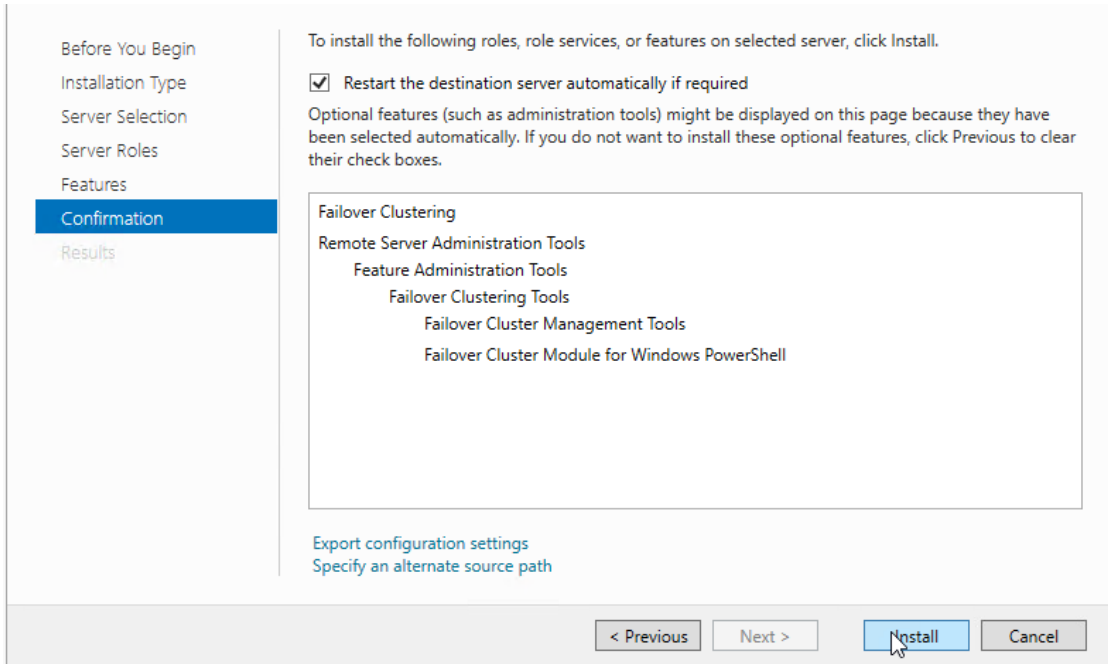 Before You Begin
Installation Type
Server Selection
Server Roles
Features
Confirmation
Results
To install the following roles, role services, or features on selected server, click Install.
Restart the destination server automatically if required
Optional features (such as administration tools) might be displayed on this page because they have
been selected automatically. If you do not want to install these optional features, click Previous to clear
their check boxes.
Failover Clustering
Remote Server Administration Tools
Feature Administration Tools
Failover Clustering Tools
Failover Cluster Management Tools
Failover Cluster Module for Windows PowerShell
Export configuration settings
Specify an alternate source path
< Previous
Next >
Install
Cancel